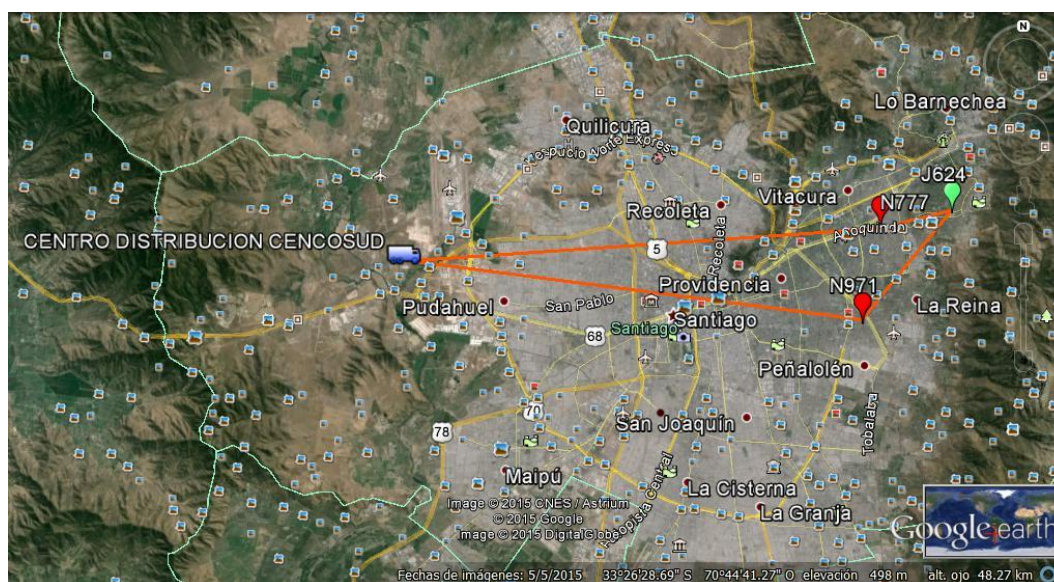 N
Lo Barnechea
Quilicura
Vespucio Norte Express
J624
Vitacura
N777
Recoleta
Apoquindo
CENTRO DISTRIBUCION CENCOSUD
5
Recoleta
Providencia
N971
La Reina
Pudahuel
San Pablo
Santiago
Santiago
68
Peñalolén
Tobalaba
70
San Joaquín
78
Maipú
Autopista Central
La Cisterna
La Granja
Image © 2015 CNES / Astrium
© 2015 Google
Image © 2015 DigitalGlobe
Google earth
Fechas de imágenes: 5/5/2015 33°26'28.69" S 70°44'41.27" O elevación 498 m alt. ojo 48.27 km